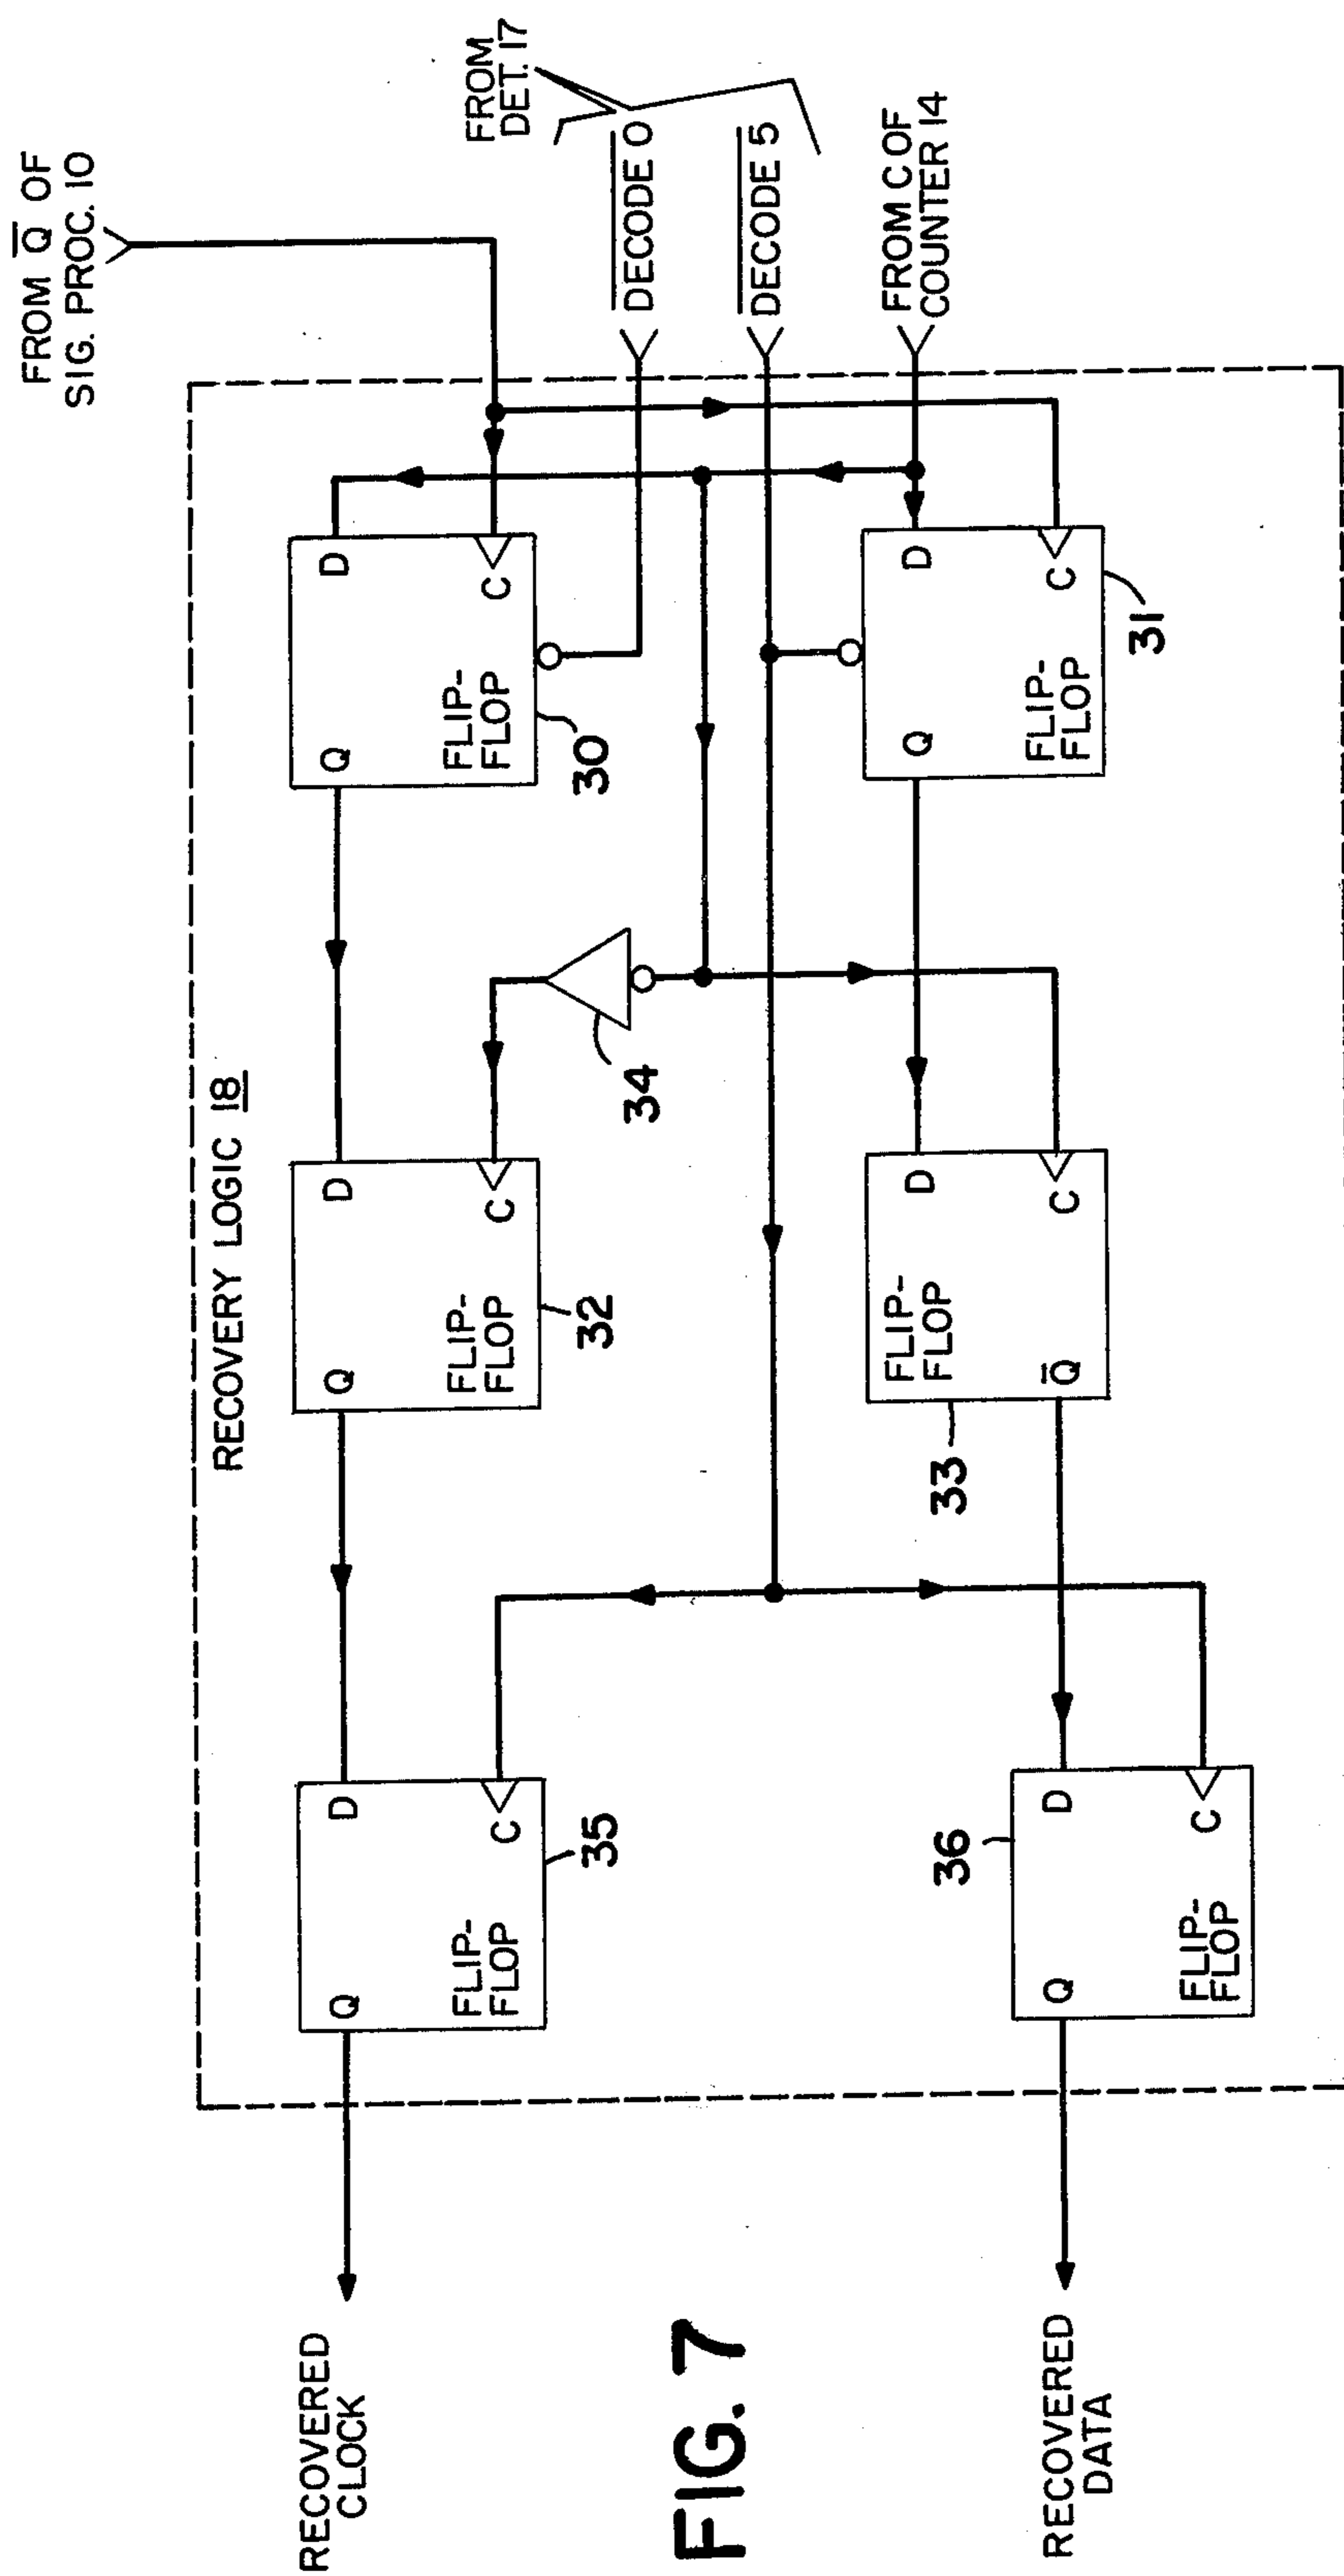 FROM Q̅ OF
SIG. PROC. 10
FROM
DET. 17
D̅E̅C̅O̅D̅E̅ 0
D̅E̅C̅O̅D̅E̅ 5
FROM C OF
COUNTER 14
RECOVERY LOGIC 18
D
C
Q
FLIP-
FLOP
30
D
C
Q
FLIP-
FLOP
31
34
D
C
Q
FLIP-
FLOP
32
D
C
FLIP-
FLOP
Q̅
33
D
C
Q
FLIP-
FLOP
35
D
C
Q
FLIP-
FLOP
36
RECOVERED
CLOCK
RECOVERED
DATA
FIG. 7